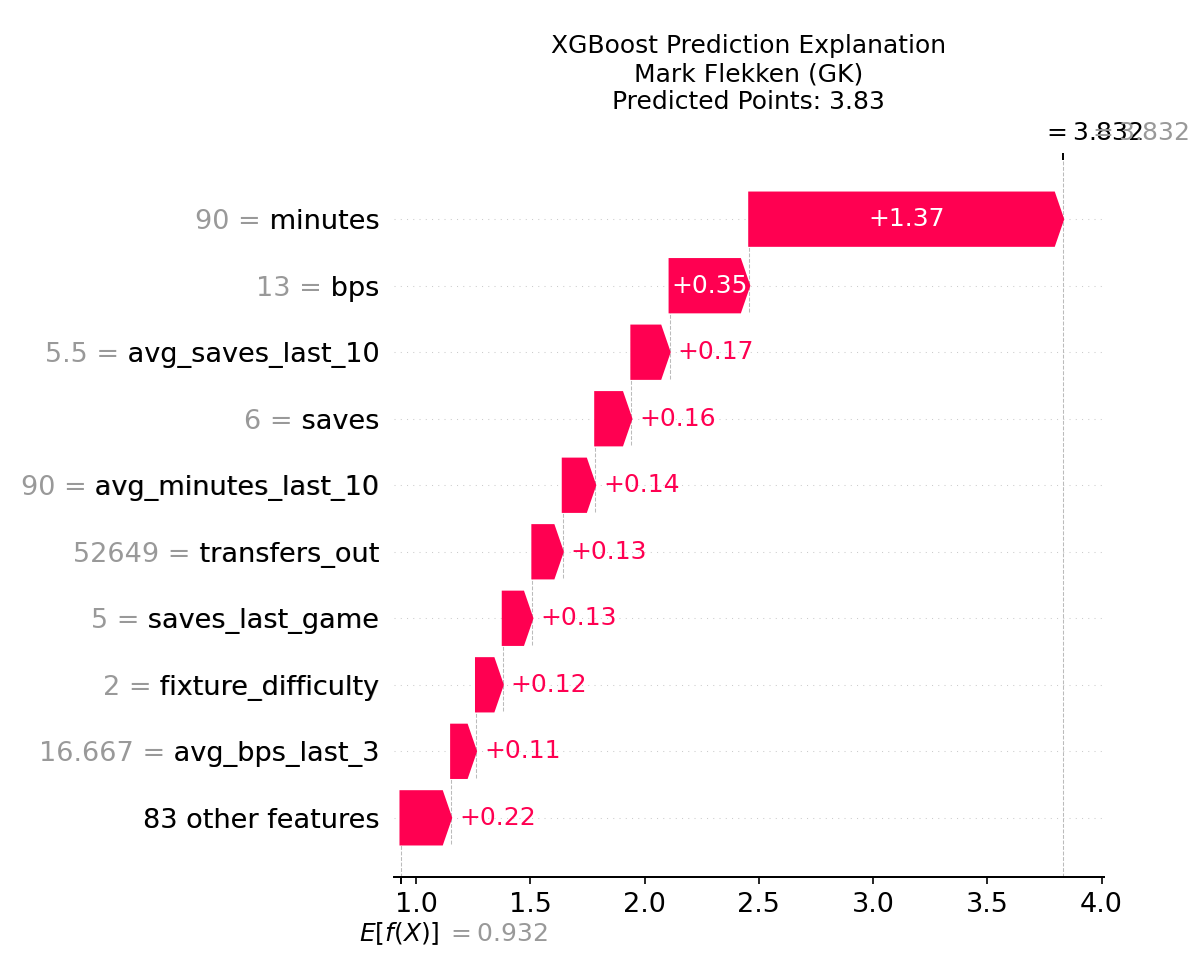 XGBoost Prediction Explanation
Mark Flekken (GK)
Predicted Points: 3.83
= 3.832 = 3.832
90 = minutes +1.37
13 = bps +0.35
5.5 = avg_saves_last_10 +0.17
6 = saves +0.16
90 = avg_minutes_last_10 +0.14
52649 = transfers_out +0.13
5 = saves_last_game +0.13
2 = fixture_difficulty +0.12
16.667 = avg_bps_last_3 +0.11
83 other features +0.22
1.0 1.5 2.0 2.5 3.0 3.5 4.0
E[f(X)] = 0.932